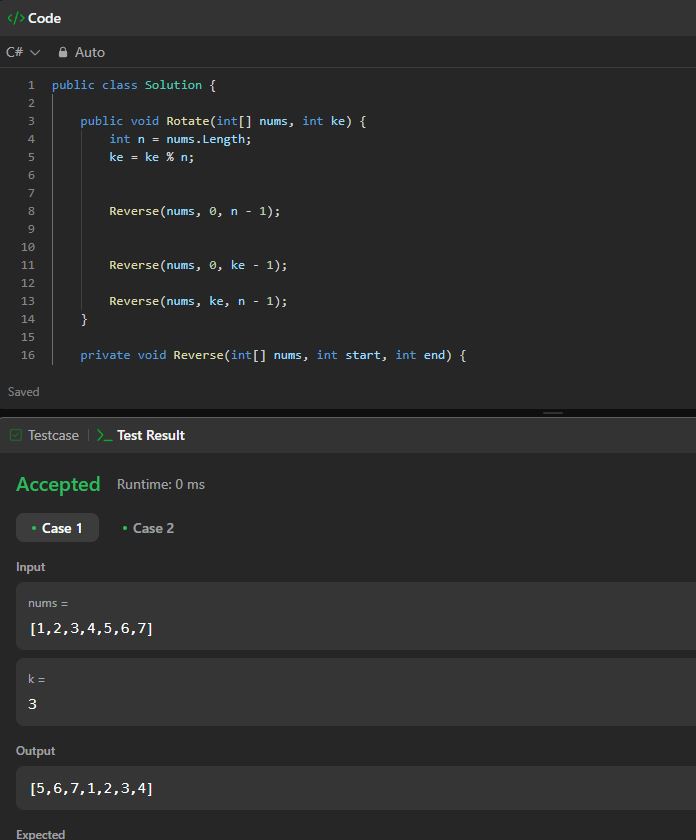 </> Code
C# Auto
1 public class Solution {
2
3 public void Rotate(int[] nums, int ke) {
4 int n = nums.Length;
5 ke = ke % n;
6
7
8 Reverse(nums, 0, n - 1);
9
10
11 Reverse(nums, 0, ke - 1);
12
13 Reverse(nums, ke, n - 1);
14 }
15
16 private void Reverse(int[] nums, int start, int end) {
Saved
Testcase | >_ Test Result
Accepted Runtime: 0 ms
• Case 1 • Case 2
Input
nums =
[1,2,3,4,5,6,7]
k =
3
Output
[5,6,7,1,2,3,4]
Expected